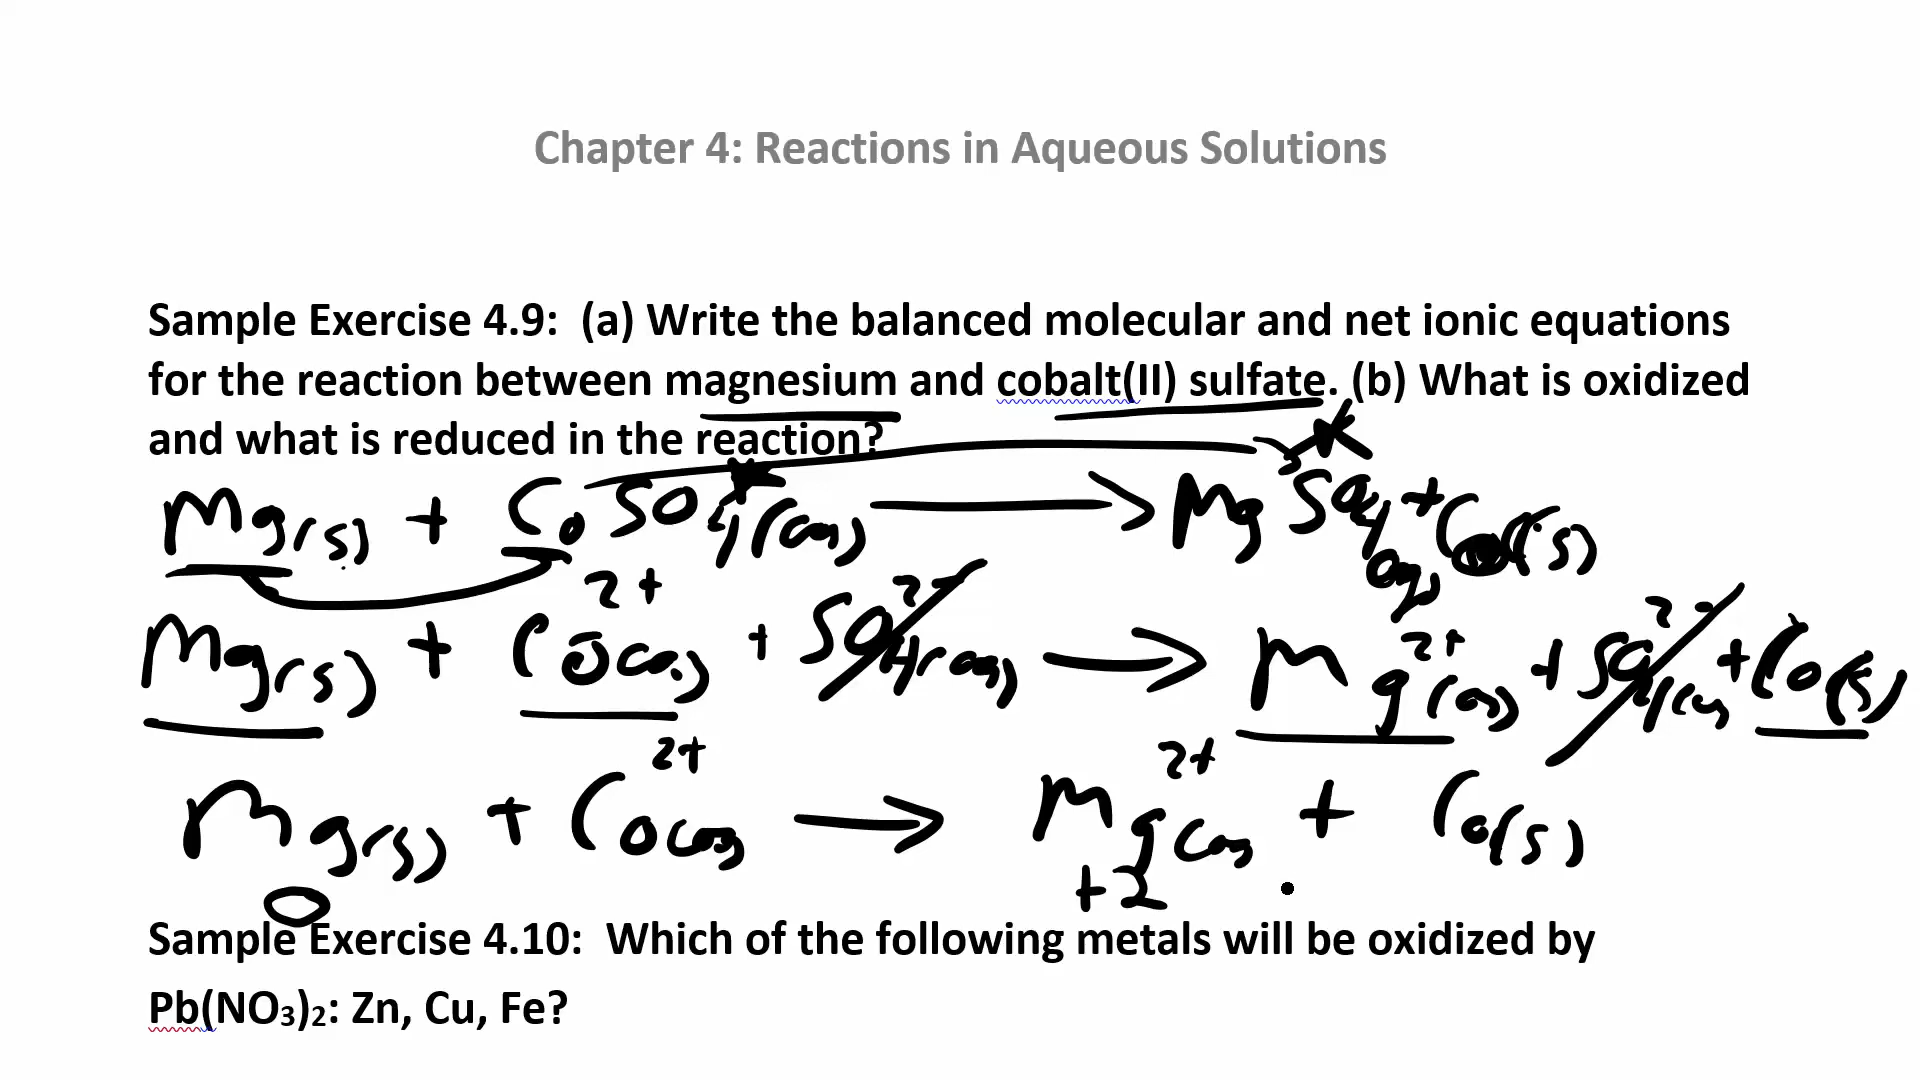 Chapter 4: Reactions in Aqueous Solutions
Sample Exercise 4.9: (a) Write the balanced molecular and net ionic equations
for the reaction between magnesium and cobalt(II) sulfate. (b) What is oxidized
and what is reduced in the reaction?
Mg(s) + CoSO4(aq) → MgSO4 aq + Co(s)
Mg(s) + Co2+(aq) + SO42-(aq) → Mg2+(aq) + SO42-(aq) + Co(s)
Mg(s) + Co2+(aq) → Mg2+(aq) + Co(s)
0 +2
Sample Exercise 4.10: Which of the following metals will be oxidized by
Pb(NO3)2: Zn, Cu, Fe?